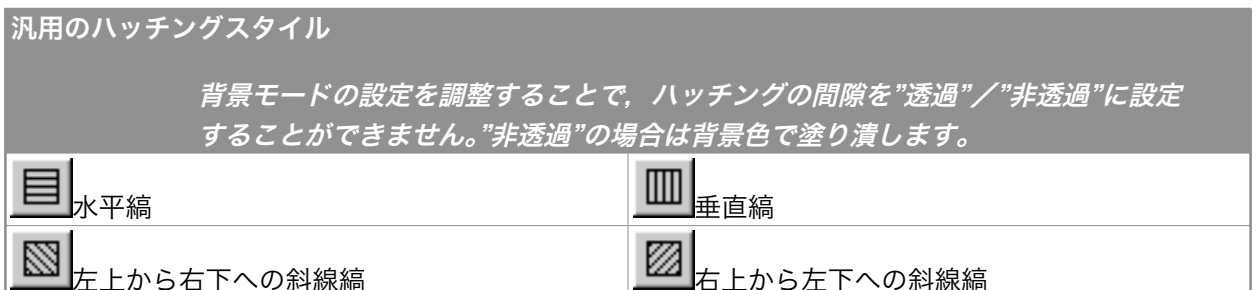 汎用のハッチングスタイル
背景モードの設定を調整することで，ハッチングの間隙を”透過”／”非透過”に設定
することができません。”非透過”の場合は背景色で塗り潰します。
水平縞
垂直縞
左上から右下への斜線縞
右上から左下への斜線縞